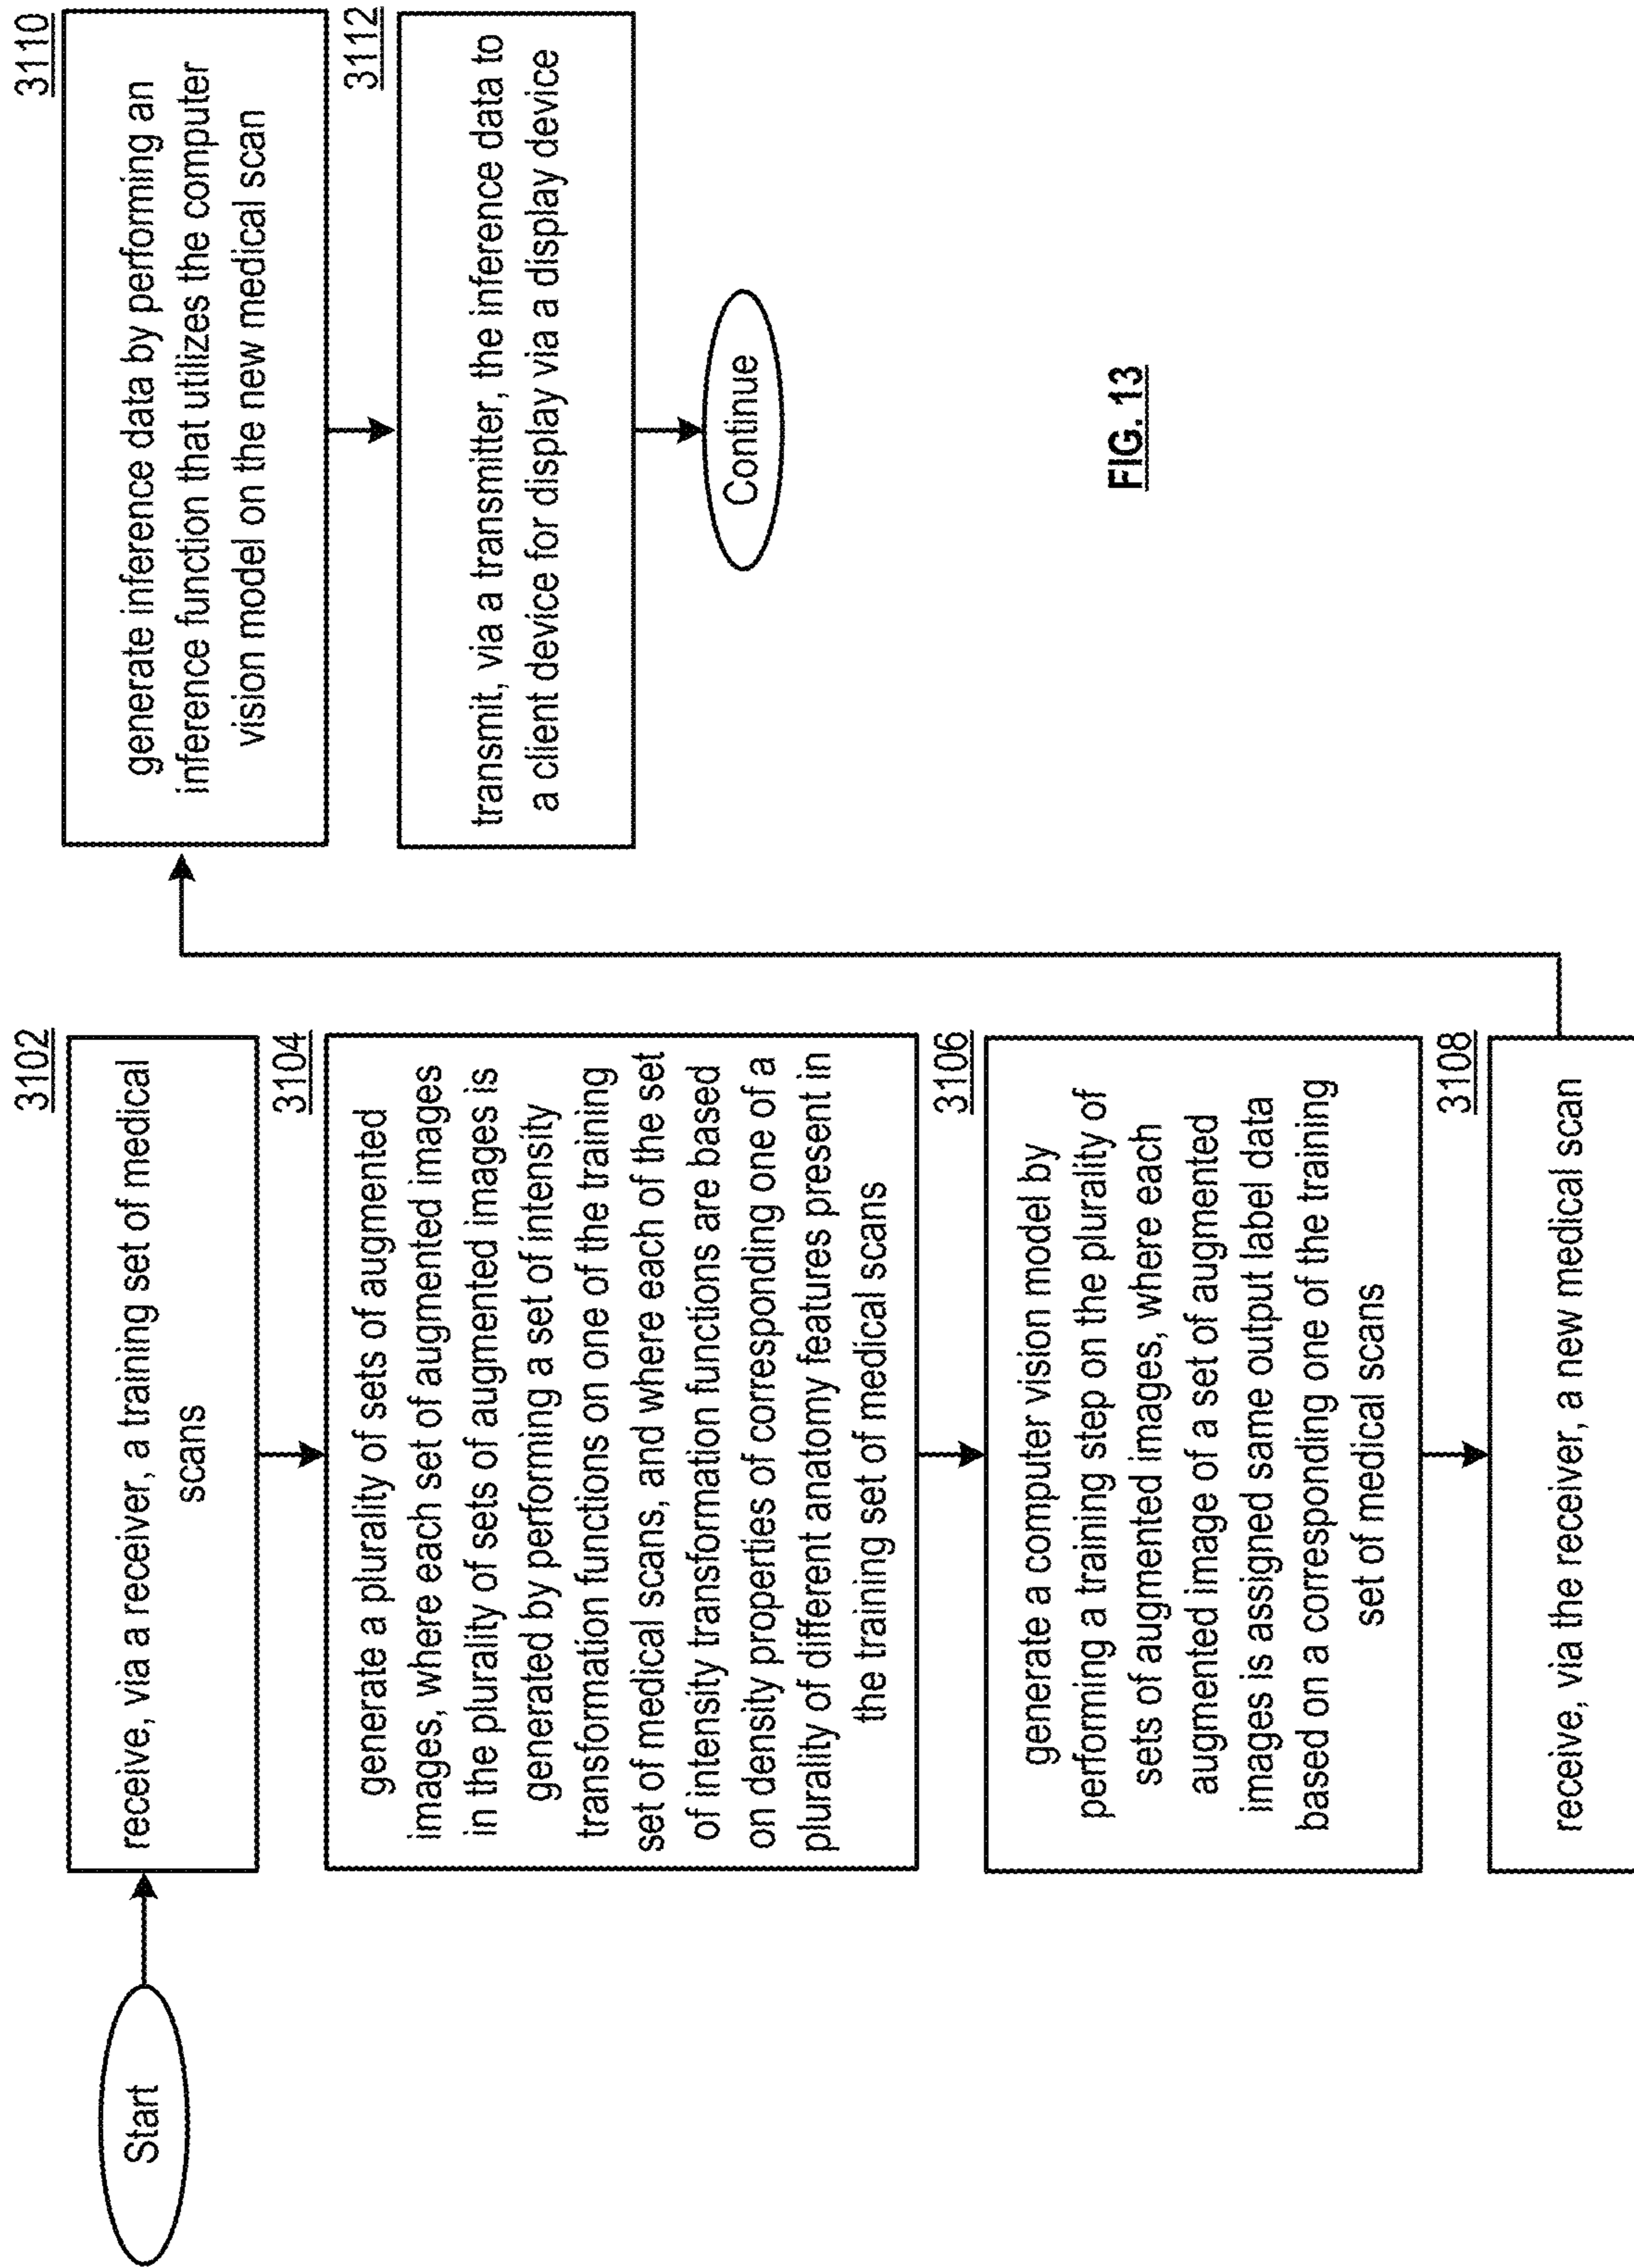 Start
3102
receive, via a receiver, a training set of medical
scans
3104
generate a plurality of sets of augmented
images, where each set of augmented images
in the plurality of sets of augmented images is
generated by performing a set of intensity
transformation functions on one of the training
set of medical scans, and where each of the set
of intensity transformation functions are based
on density properties of corresponding one of a
plurality of different anatomy features present in
the training set of medical scans
3106
generate a computer vision model by
performing a training step on the plurality of
sets of augmented images, where each
augmented image of a set of augmented
images is assigned same output label data
based on a corresponding one of the training
set of medical scans
3108
receive, via the receiver, a new medical scan
3110
generate inference data by performing an
inference function that utilizes the computer
vision model on the new medical scan
3112
transmit, via a transmitter, the inference data to
a client device for display via a display device
Continue
FIG. 13